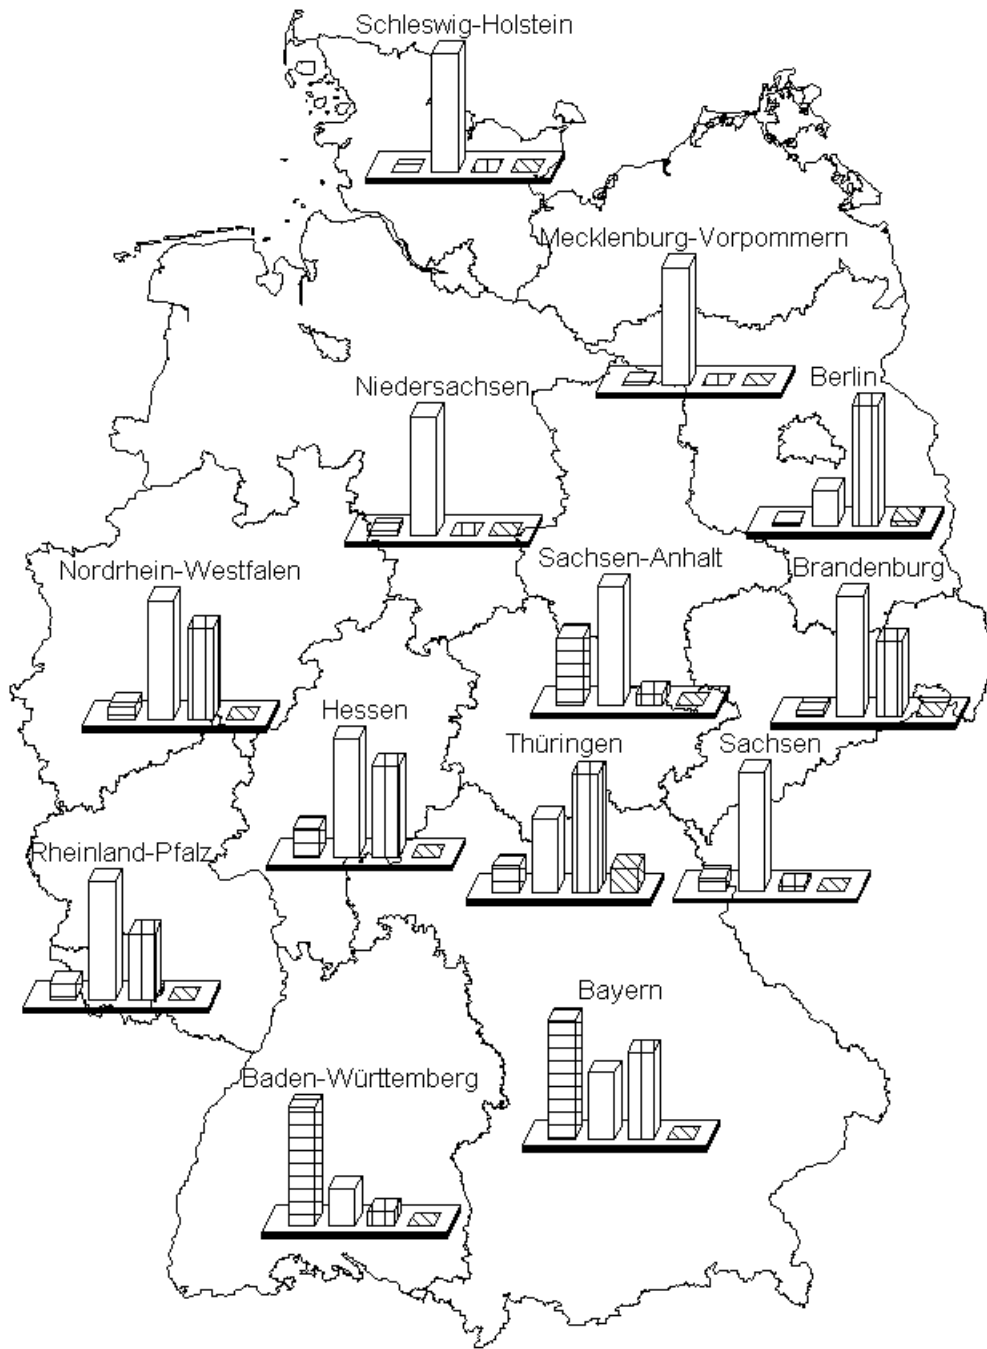 Schleswig-Holstein
Mecklenburg-Vorpommern
Niedersachsen
Berlin
Nordrhein-Westfalen
Sachsen-Anhalt
Brandenburg
Hessen
Thüringen
Sachsen
Rheinland-Pfalz
Bayern
Baden-Württemberg